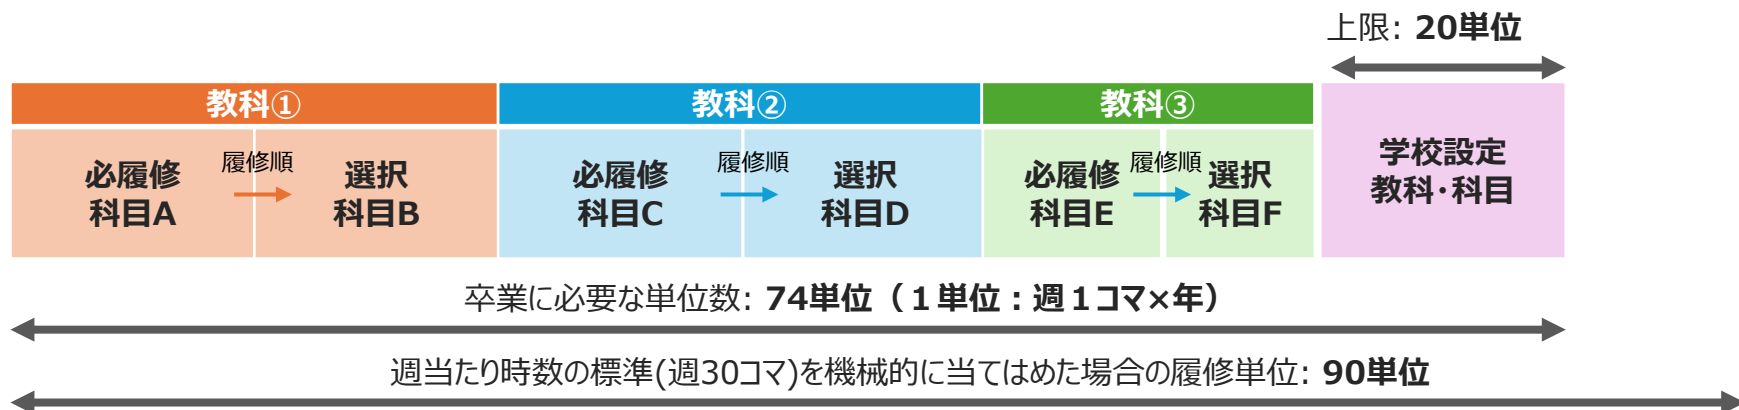 上限: 20単位
教科①
教科②
教科③
必履修
科目A
履修順
選択
科目B
必履修
科目C
履修順
選択
科目D
必履修
科目E
履修順
選択
科目F
学校設定
教科・科目
卒業に必要な単位数: 74単位（１単位：週１コマ×年）
週当たり時数の標準(週30コマ)を機械的に当てはめた場合の履修単位: 90単位